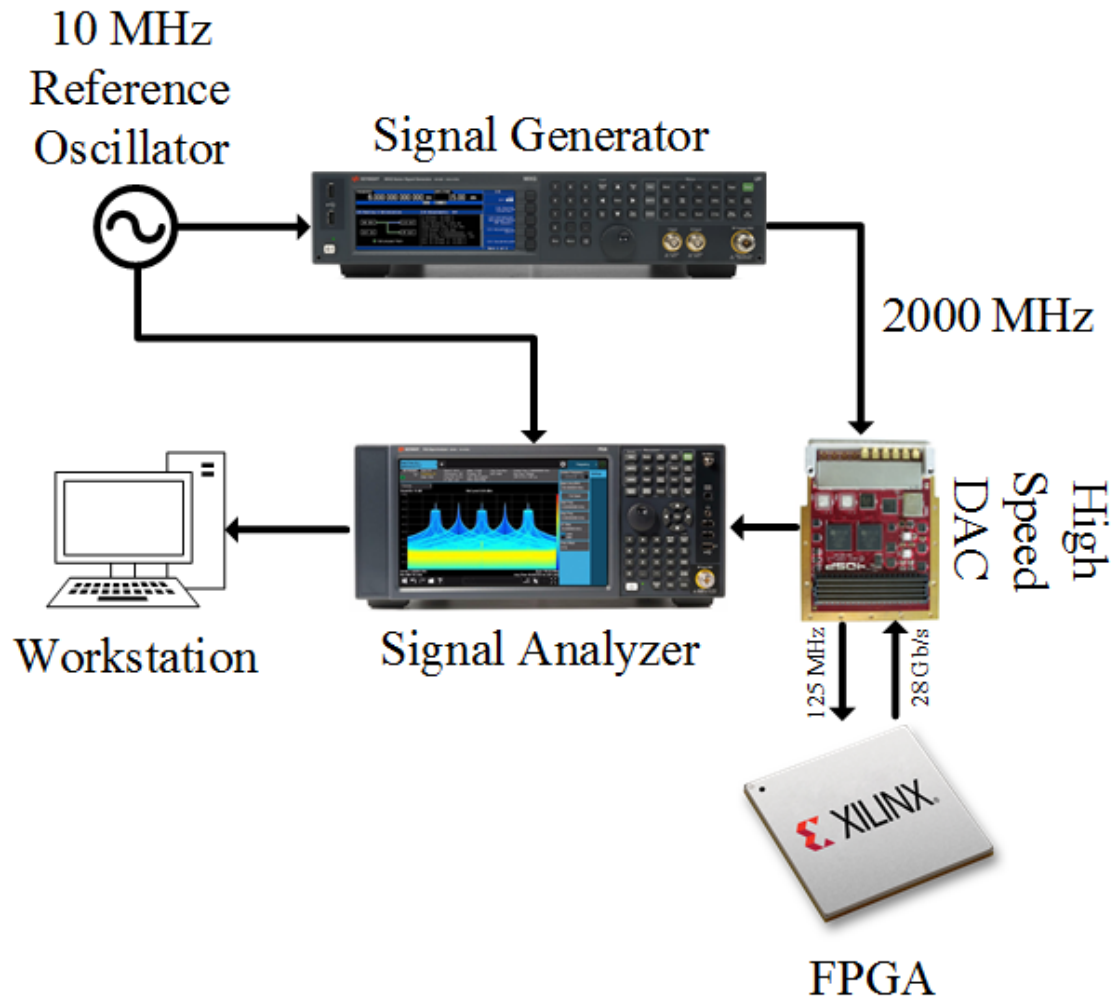 10 MHz
Reference
Oscillator
Signal Generator
2000 MHz
High
Speed
DAC
Workstation
Signal Analyzer
125 MHz
28 Gb/s
XILINX
FPGA